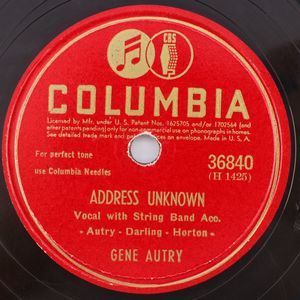 CBS
COLUMBIA
Licensed by Mfr. under U. S. Patent Nos. 1625705 and/or 1702564 (and
other patents pending) only for non-commercial use on phonographs in homes.
See detailed trade mark and patent notices on envelope. Made in U. S. A.
For perfect tone
use Columbia Needles
36840
(H 1425)
ADDRESS UNKNOWN
Vocal with String Band Acc.
- Autry - Darling - Horton -
GENE AUTRY